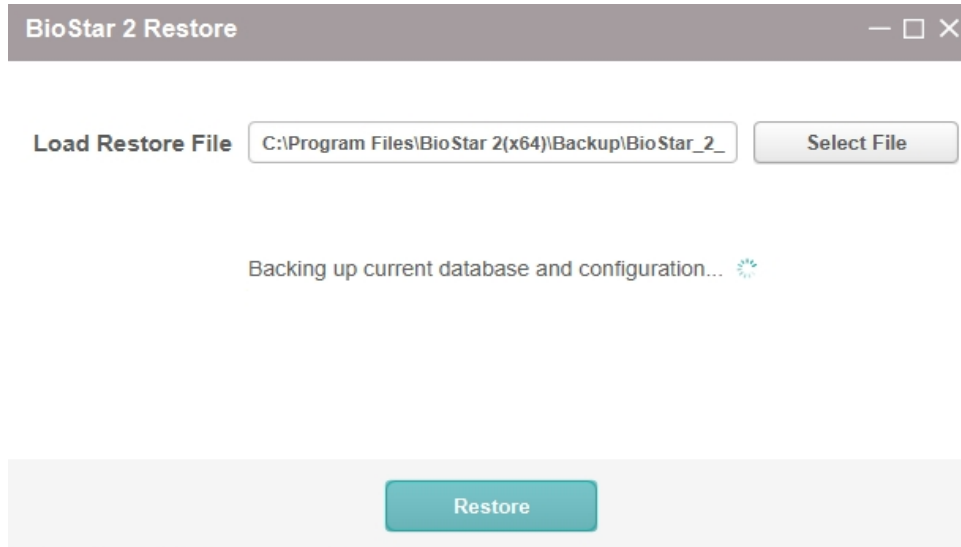 BioStar 2 Restore
Load Restore File C:\Program Files\BioStar 2(x64)\Backup\BioStar_2_ Select File
Backing up current database and configuration...
Restore